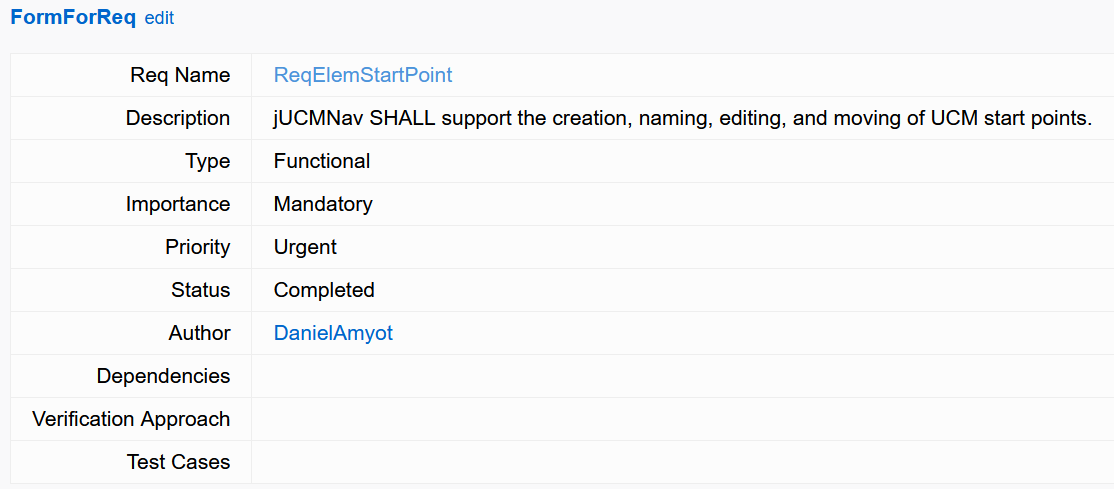 FormForReq edit
Req Name ReqElemStartPoint
Description jUCMNav SHALL support the creation, naming, editing, and moving of UCM start points.
Type Functional
Importance Mandatory
Priority Urgent
Status Completed
Author DanielAmyot
Dependencies
Verification Approach
Test Cases